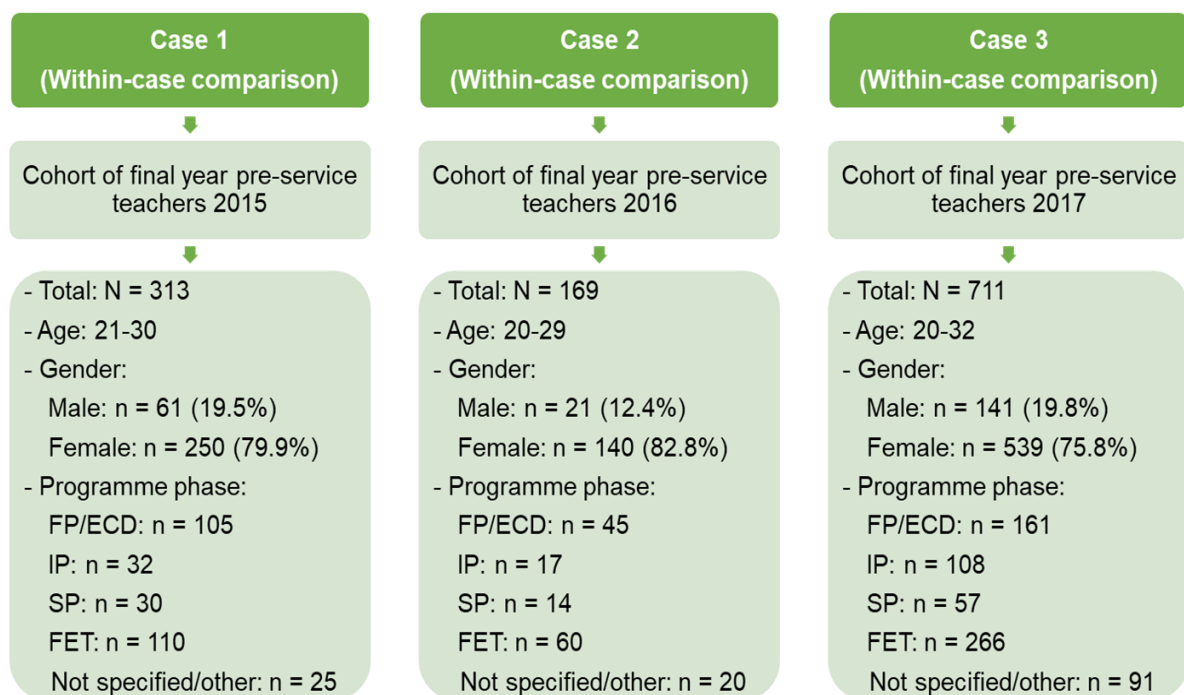 Case 1
(Within-case comparison)
Cohort of final year pre-service
teachers 2015
- Total: N = 313
- Age: 21-30
- Gender:
Male: n = 61 (19.5%)
Female: n = 250 (79.9%)
- Programme phase:
FP/ECD: n = 105
IP: n = 32
SP: n = 30
FET: n = 110
Not specified/other: n = 25
Case 2
(Within-case comparison)
Cohort of final year pre-service
teachers 2016
- Total: N = 169
- Age: 20-29
- Gender:
Male: n = 21 (12.4%)
Female: n = 140 (82.8%)
- Programme phase:
FP/ECD: n = 45
IP: n = 17
SP: n = 14
FET: n = 60
Not specified/other: n = 20
Case 3
(Within-case comparison)
Cohort of final year pre-service
teachers 2017
- Total: N = 711
- Age: 20-32
- Gender:
Male: n = 141 (19.8%)
Female: n = 539 (75.8%)
- Programme phase:
FP/ECD: n = 161
IP: n = 108
SP: n = 57
FET: n = 266
Not specified/other: n = 91